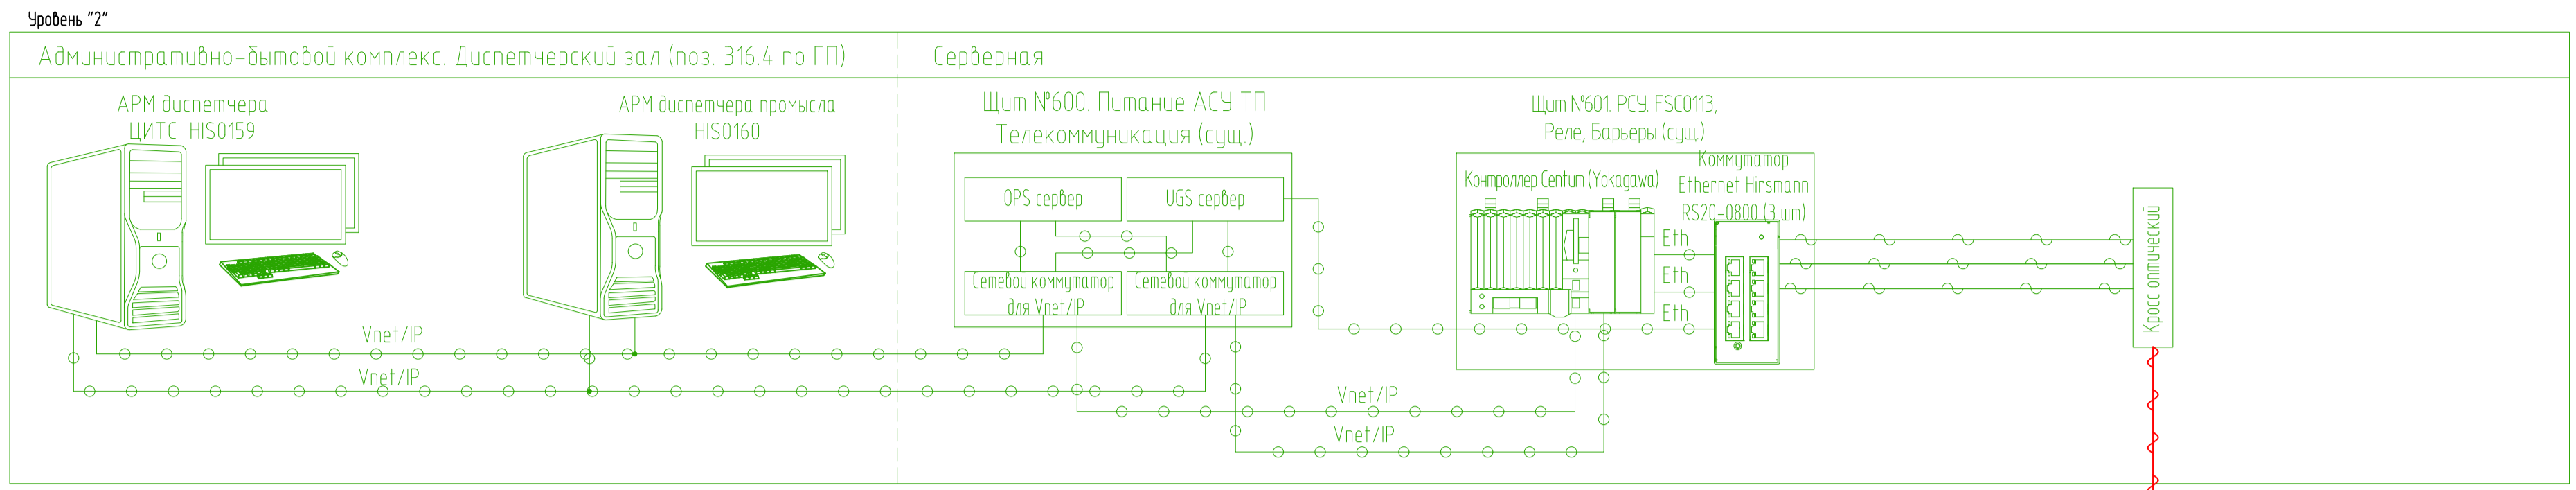 Уровень "2"
Административно-бытовой комплекс. Диспетчерский зал (поз. 316.4 по ГП)
Серверная
АРМ диспетчера
ЦИТС HIS0159
АРМ диспетчера промысла
HIS0160
Щит №600. Питание АСУ ТП
Телекоммуникация (сущ.)
OPS сервер
UGS сервер
Сетевой коммутатор
для Vnet/IP
Сетевой коммутатор
для Vnet/IP
Щит №601. РСУ. FSC0113,
Реле, Барьеры (сущ.)
Контроллер Centum (Yokagawa)
Коммутатор
Ethernet Hirsmann
RS20-0800 (3 шт)
Eth
Eth
Eth
Кросс оптический
Vnet/IP
Vnet/IP
Vnet/IP
Vnet/IP